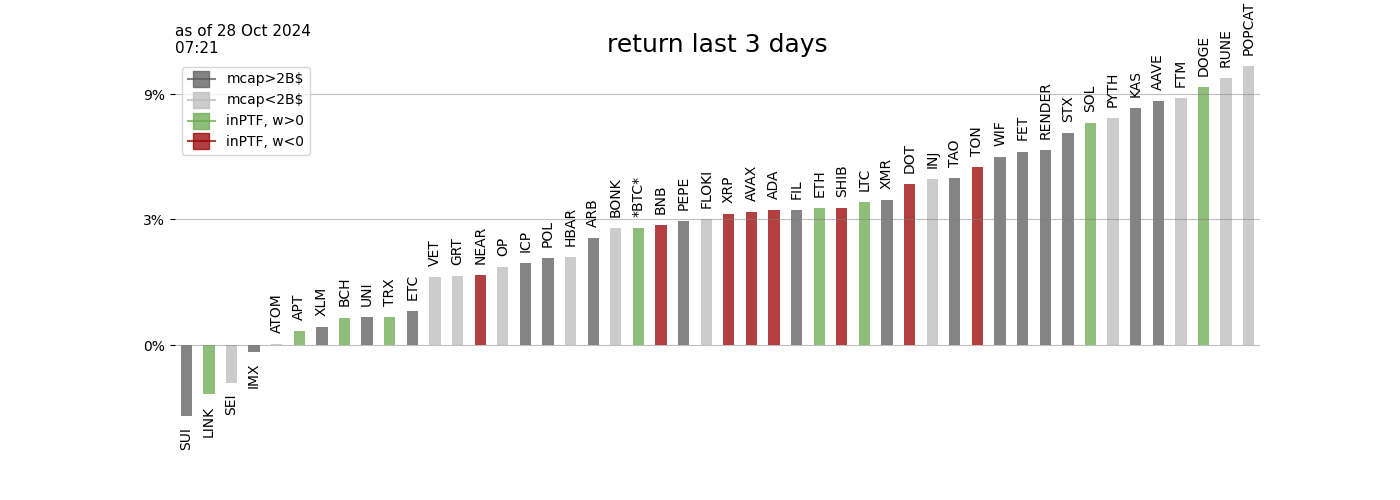 as of 28 Oct 2024
07:21
return last 3 days
mcap>2B$
mcap<2B$
inPTF, w>0
inPTF, w<0
9%
3%
0%
SUI
LINK
SEI
IMX
ATOM
APT
XLM
BCH
UNI
TRX
ETC
VET
GRT
NEAR
OP
ICP
POL
HBAR
ARB
BONK
*BTC*
BNB
PEPE
FLOKI
XRP
AVAX
ADA
FIL
ETH
SHIB
LTC
XMR
DOT
INJ
TAO
TON
WIF
FET
RENDER
STX
SOL
PYTH
KAS
AAVE
FTM
DOGE
RUNE
POPCAT